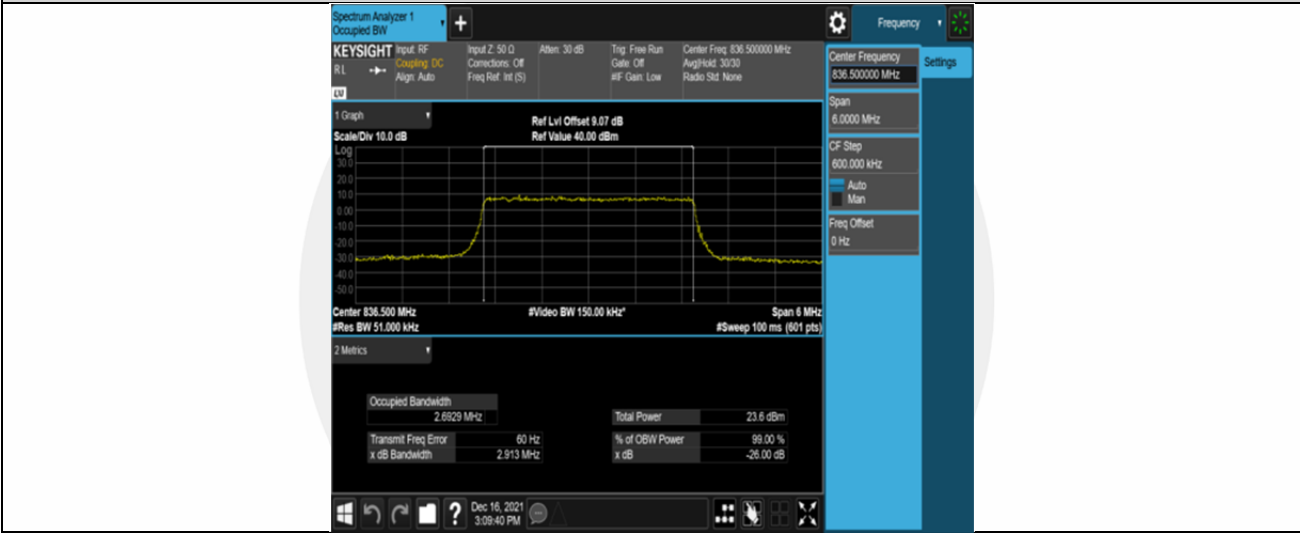 Spectrum Analyzer 1
Occupied BW
+
Frequency
KEYSIGHT
Input: RF
Coupling: DC
Align: Auto
Input Z: 50 Ω
Corrections: Off
Freq Ref: Int (S)
Atten: 30 dB
Trig: Free Run
Gate: Off
#IF Gain: Low
Center Freq: 836.500000 MHz
Avg|Hold: 30/30
Radio Std: None
R L
Center Frequency
836.500000 MHz
Settings
Span
6.0000 MHz
CF Step
600.000 kHz
Auto
Man
Freq Offset
0 Hz
1 Graph
Scale/Div 10.0 dB
Ref Lvl Offset 9.07 dB
Ref Value 40.00 dBm
Log
30.0
20.0
10.0
0.00
-10.0
-20.0
-30.0
-40.0
-50.0
Center 836.500 MHz
#Video BW 150.00 kHz*
Span 6 MHz
#Res BW 51.000 kHz
#Sweep 100 ms (601 pts)
2 Metrics
Occupied Bandwidth
2.6929 MHz
Total Power 23.6 dBm
Transmit Freq Error 60 Hz
% of OBW Power 99.00 %
x dB Bandwidth 2.913 MHz
x dB -26.00 dB
?
Dec 16, 2021
3:09:40 PM